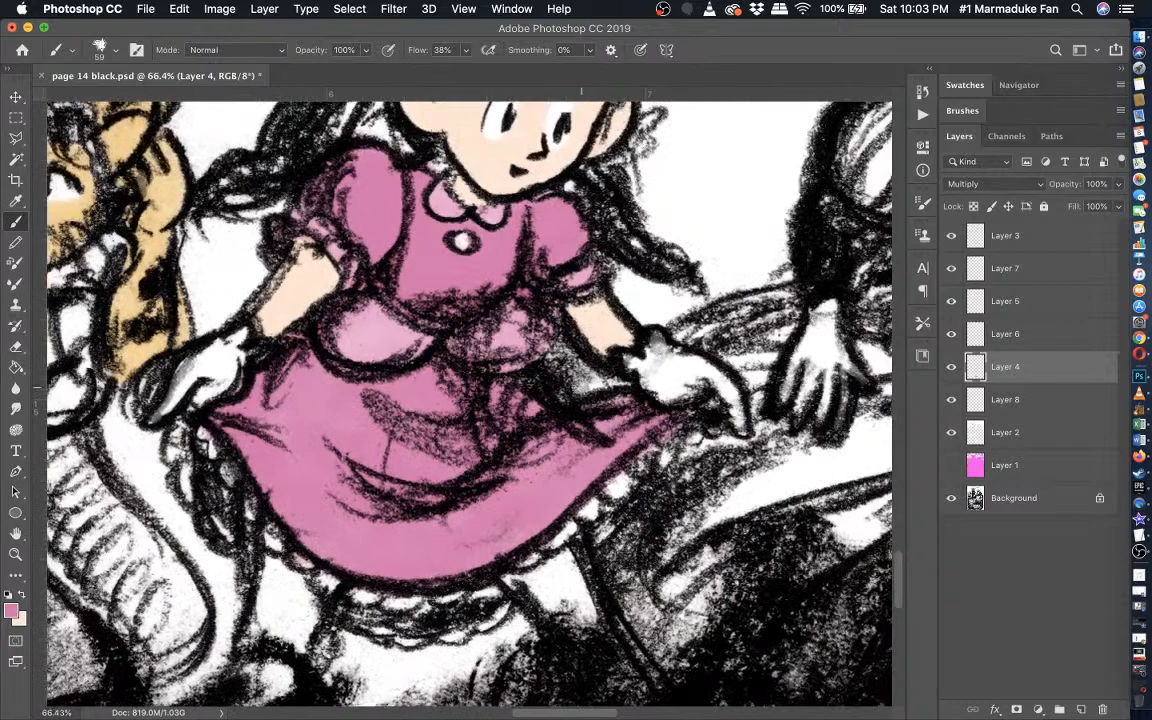 Photoshop CC File Edit Image Layer Type Select Filter 3D View Window Help 100% Sat 10:03 PM #1 Marmaduke Fan
Adobe Photoshop CC 2019
59 Mode: Normal Opacity: 100% Flow: 38% Smoothing: 0%
page 14 black.psd @ 66.4% (Layer 4, RGB/8*) *
6 7
Swatches Navigator
Brushes
Layers Channels Paths
Kind
Multiply Opacity: 100%
Lock: Fill: 100%
Layer 3
Layer 7
Layer 5
Layer 6
Layer 4
Layer 8
Layer 2
Layer 1
Background
66.43% Doc: 819.0M/1.03G